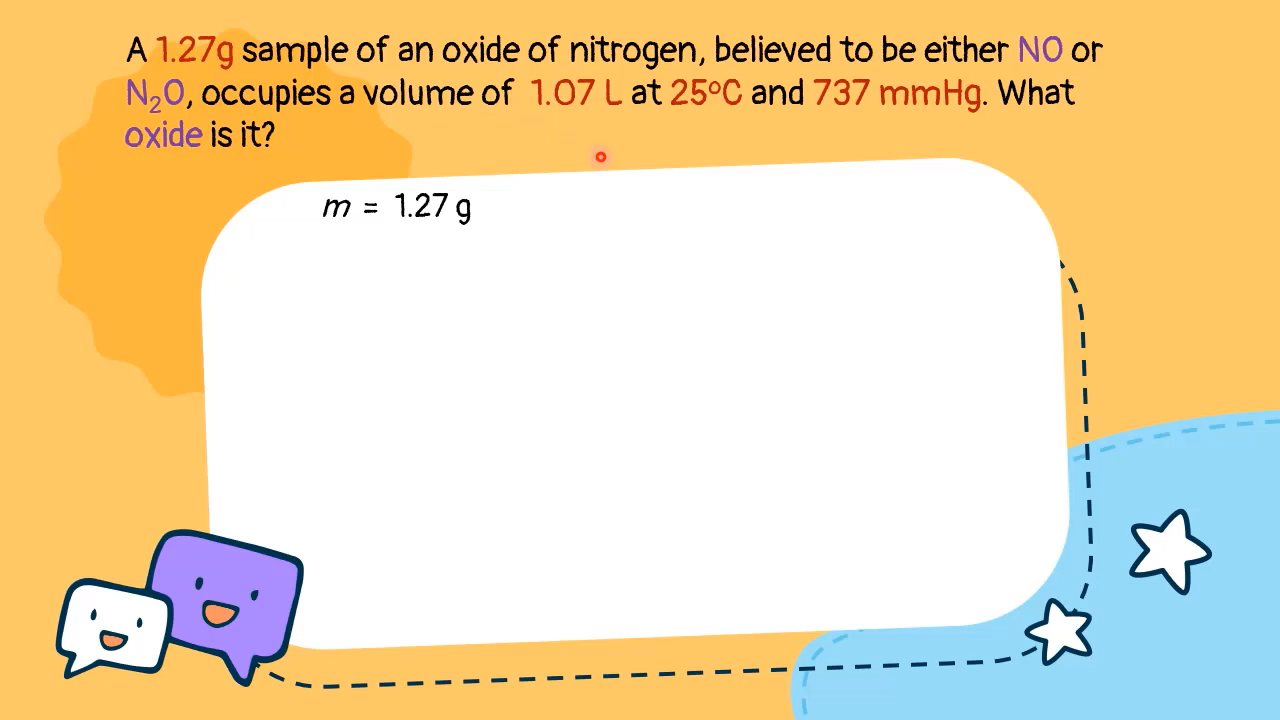 A 1.27g sample of an oxide of nitrogen, believed to be either NO or
N₂O, occupies a volume of 1.07 L at 25°C and 737 mmHg. What
oxide is it?
m = 1.27 g